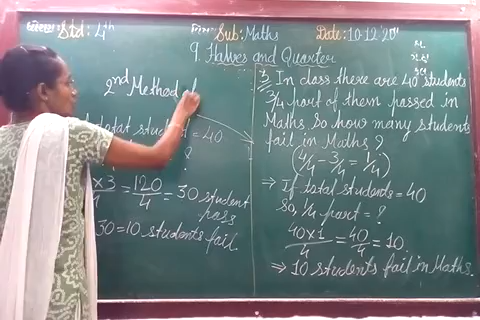 Std: 4th
Sub: Maths
Date: 10-12-20
9. Halves and Quarter
2nd Method
total student = 40
?
× 3/4 = 120/4 = 30 student
pass
30 = 10 students fail
In class there are 40 students
3/4 part of them passed in
Maths. So how many students
fail in Maths?
(4/4 - 3/4 = 1/4)
⇒ If total students = 40
So, 1/4 part = ?
40×1/4 = 40/4 = 10
⇒ 10 students fail in Maths.